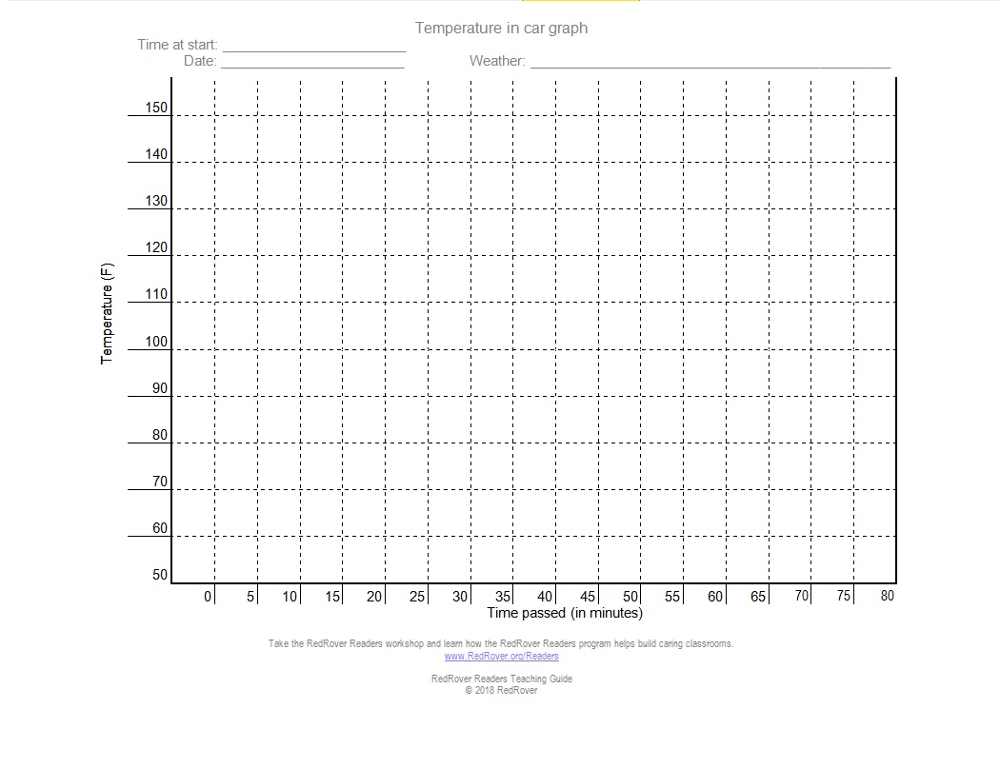 Temperature in car graph
Time at start:
Date:
Weather:
150
140
130
120
110
100
90
80
70
60
50
Temperature (F)
0 5 10 15 20 25 30 35 40 45 50 55 60 65 70 75 80
Time passed (in minutes)
Take the RedRover Readers workshop and learn how the RedRover Readers program helps build caring classrooms.
www.RedRover.org/Readers
RedRover Readers Teaching Guide
© 2018 RedRover